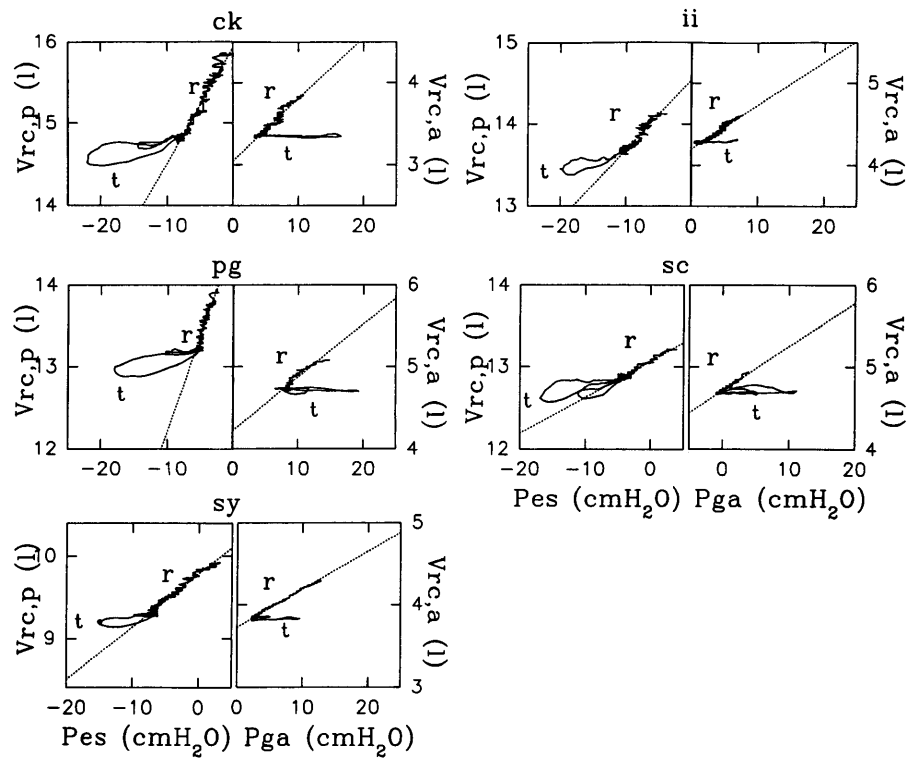 ck
16
15
14
Vrc,p (l)
r
t
−20
−10
0
r
t
10
20
4
3
Vrc,a (l)
ii
15
14
13
Vrc,p (l)
r
t
−20
−10
0
r
t
10
20
5
4
Vrc,a (l)
pg
14
13
12
Vrc,p (l)
r
t
−20
−10
0
r
t
10
20
6
5
4
Vrc,a (l)
sc
14
13
12
Vrc,p (l)
r
t
−20
−10
0
Pes (cmH₂O)
r
t
0
10
20
Pga (cmH₂O)
6
5
4
Vrc,a (l)
sy
10
9
Vrc,p (l)
r
t
−20
−10
0
Pes (cmH₂O)
r
t
0
10
20
Pga (cmH₂O)
5
4
3
Vrc,a (l)